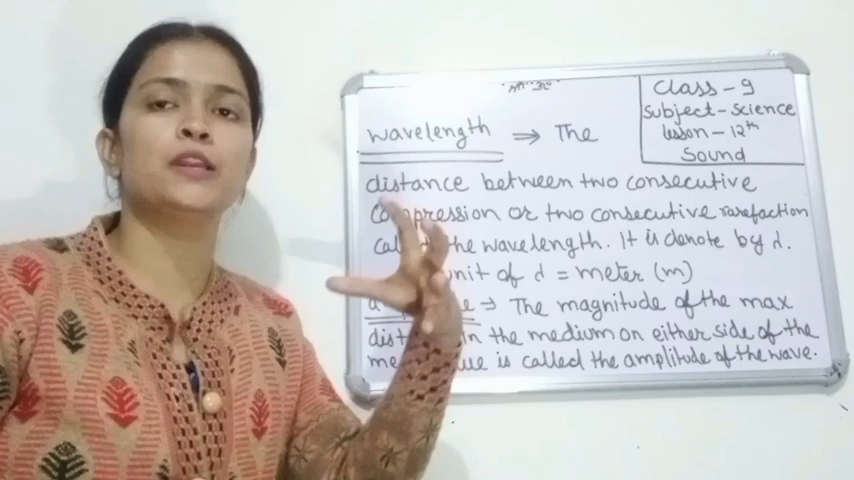 Class - 9
Subject - Science
lesson - 12th
Sound
wavelength ⇒ The
distance between two consecutive
compression or two consecutive rarefaction
the wavelength. It is denote by λ.
unit of λ = meter (m)
→ The magnitude of the max.
in the medium on either side of the
is called the amplitude of the wave.